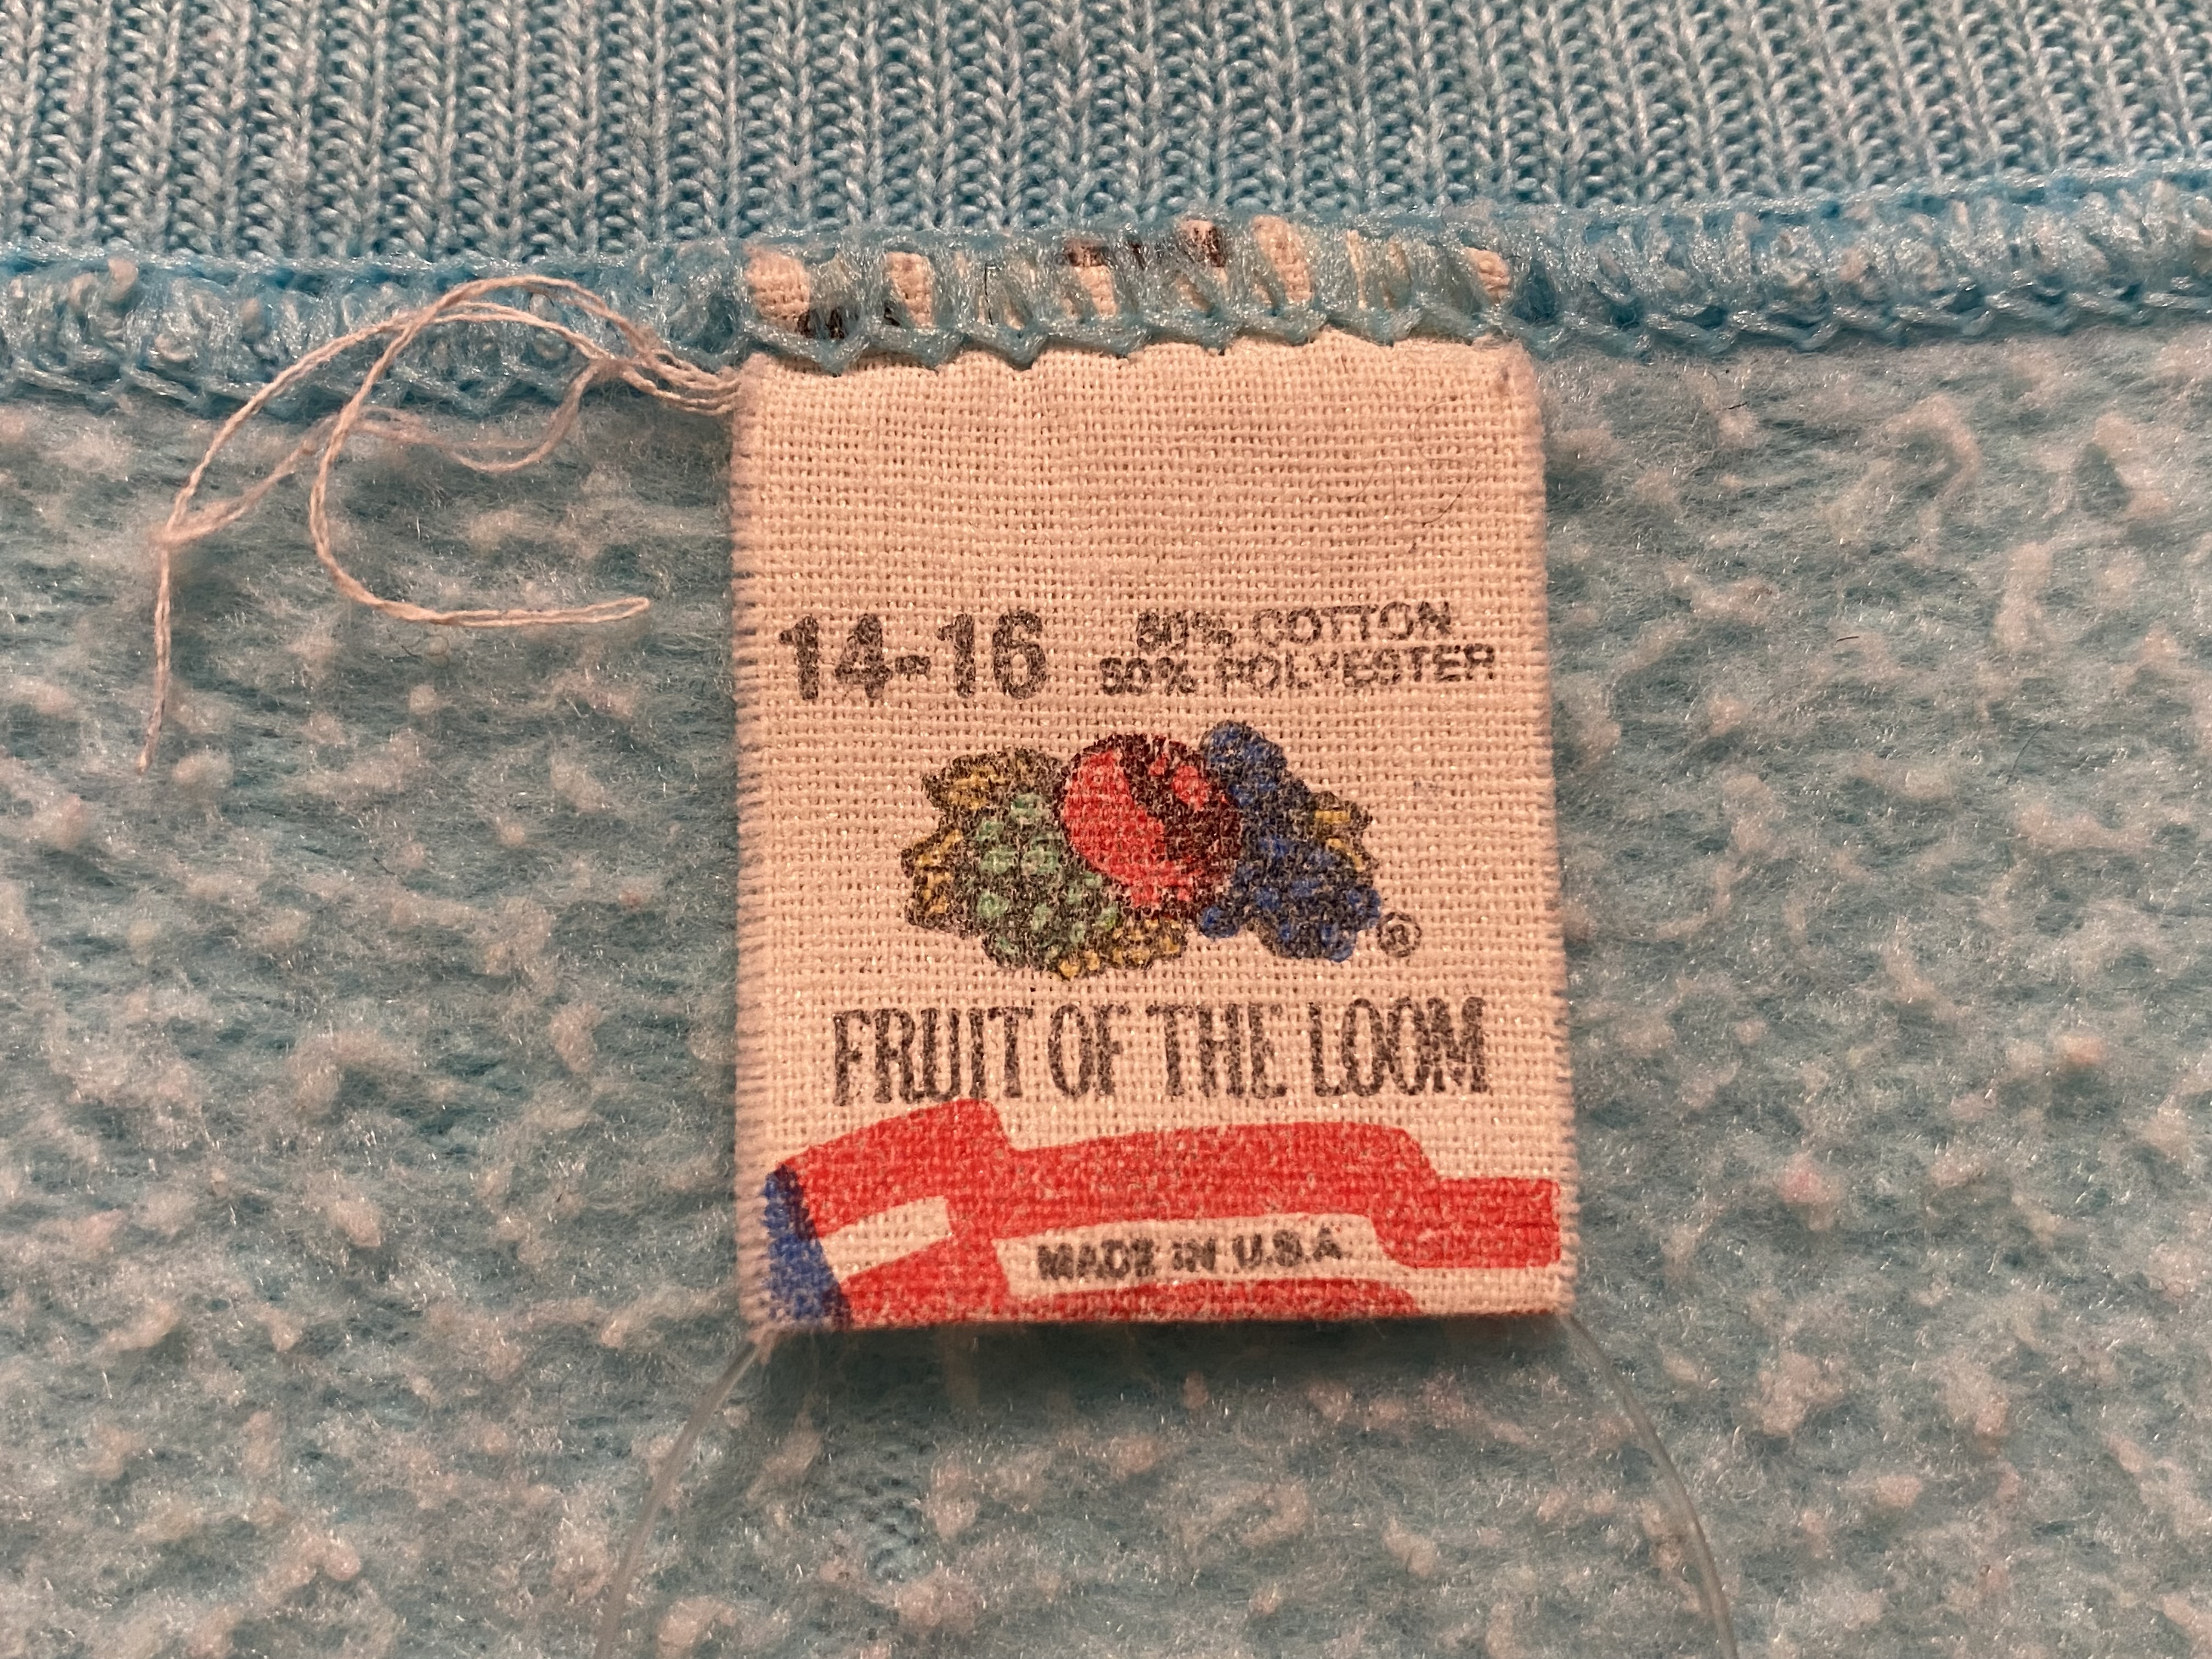 14-16
50% COTTON
50% POLYESTER
®
FRUIT OF THE LOOM
MADE IN U.S.A